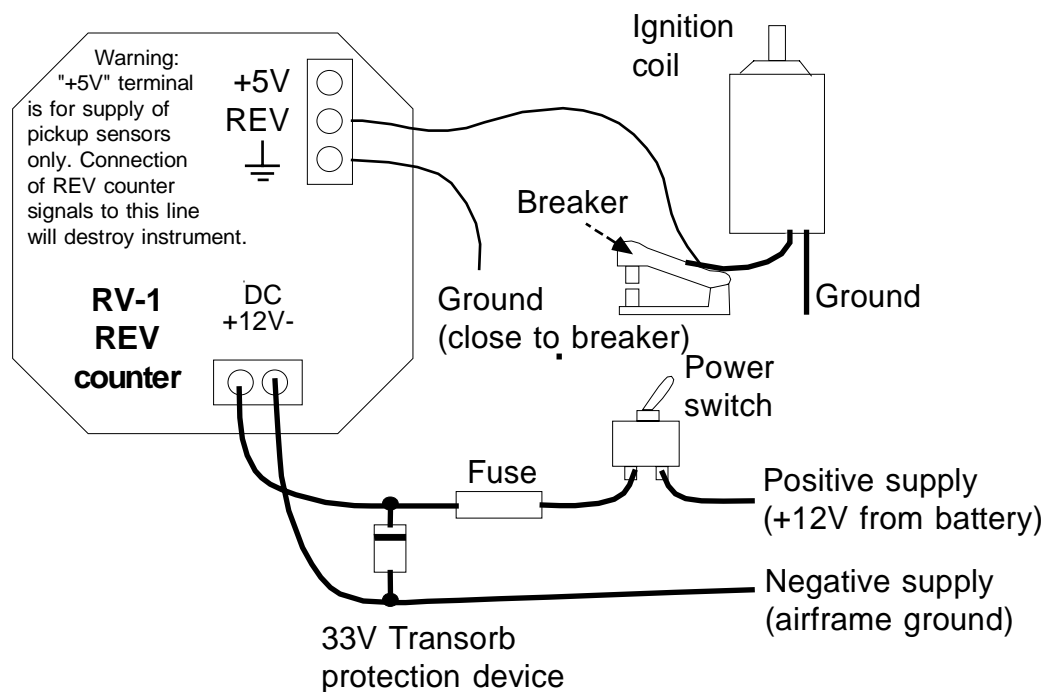 Warning:
"+5V" terminal
is for supply of
pickup sensors
only. Connection
of REV counter
signals to this line
will destroy instrument.
+5V
REV
RV-1
REV
counter
DC
+12V-
Ignition
coil
Breaker
Ground
(close to breaker)
Ground
Power
switch
Fuse
Positive supply
(+12V from battery)
Negative supply
(airframe ground)
33V Transorb
protection device